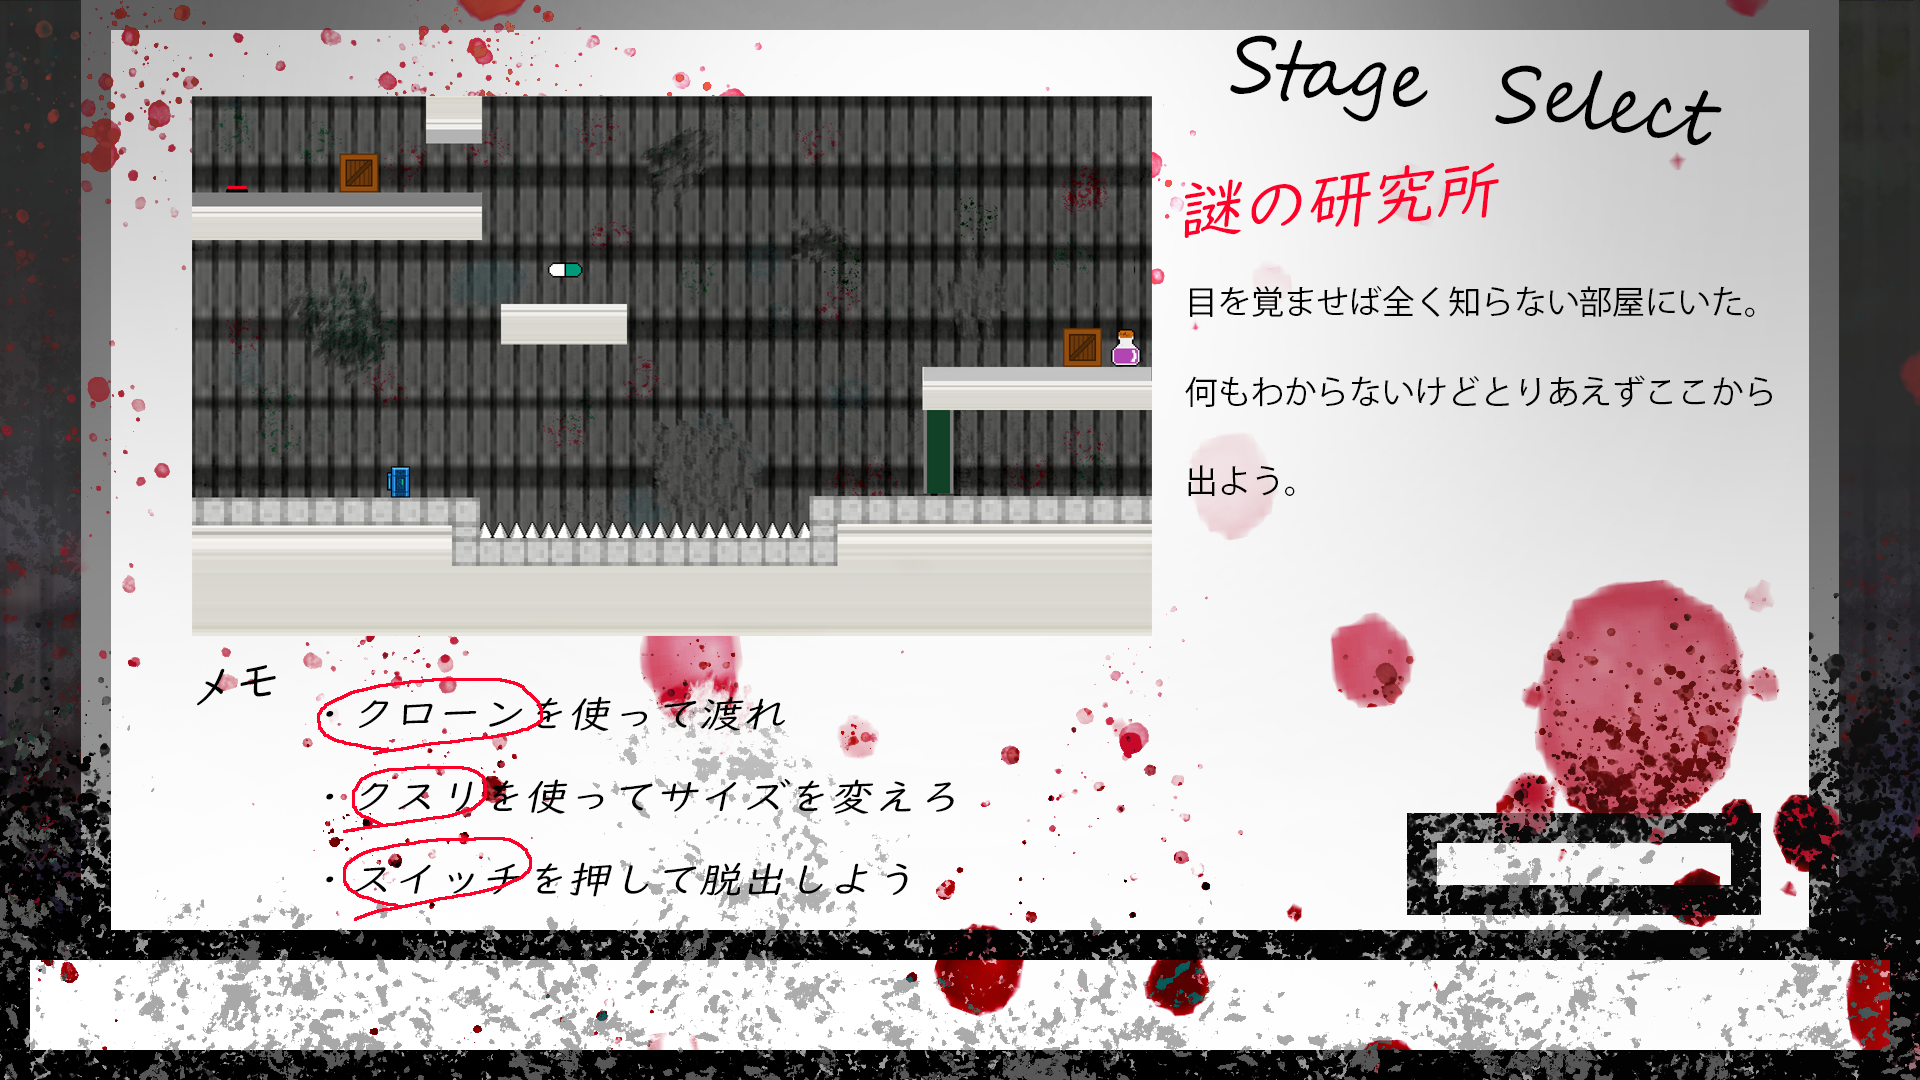 Stage Select
謎の研究所
目を覚ませば全く知らない部屋にいた。
何もわからないけどとりあえずここから
出よう。
メモ
・クローンを使って渡れ
・クスリを使ってサイズを変えろ
・スイッチを押して脱出しよう